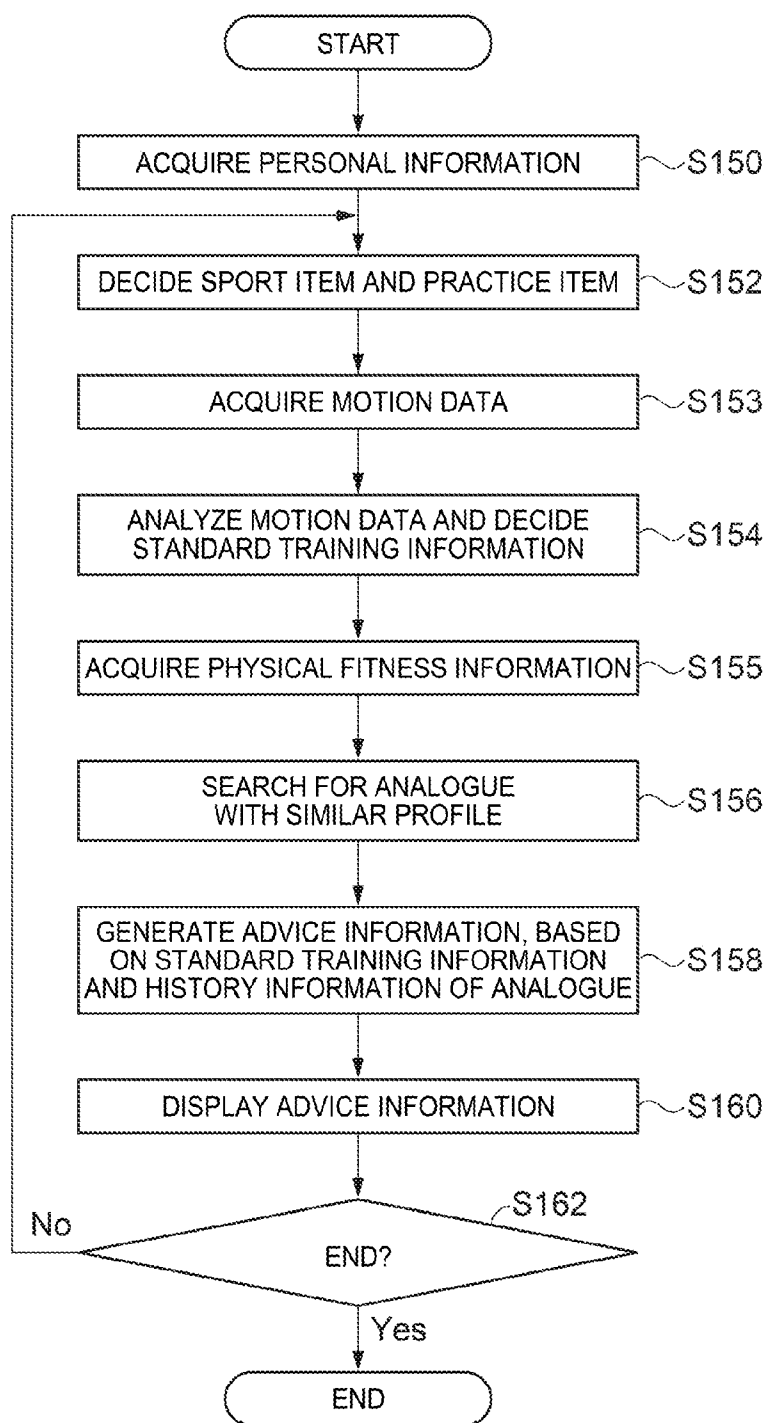 START
ACQUIRE PERSONAL INFORMATION
S150
DECIDE SPORT ITEM AND PRACTICE ITEM
S152
ACQUIRE MOTION DATA
S153
ANALYZE MOTION DATA AND DECIDE
STANDARD TRAINING INFORMATION
S154
ACQUIRE PHYSICAL FITNESS INFORMATION
S155
SEARCH FOR ANALOGUE
WITH SIMILAR PROFILE
S156
GENERATE ADVICE INFORMATION, BASED
ON STANDARD TRAINING INFORMATION
AND HISTORY INFORMATION OF ANALOGUE
S158
DISPLAY ADVICE INFORMATION
S160
S162
No
END?
Yes
END